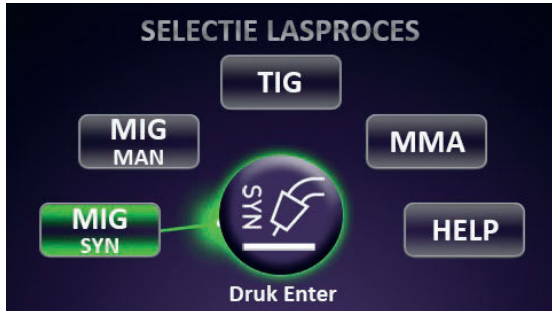 SELECTIE LASPROCES
TIG
MIG
MAN
MMA
MIG
SYN
SYN
HELP
Druk Enter